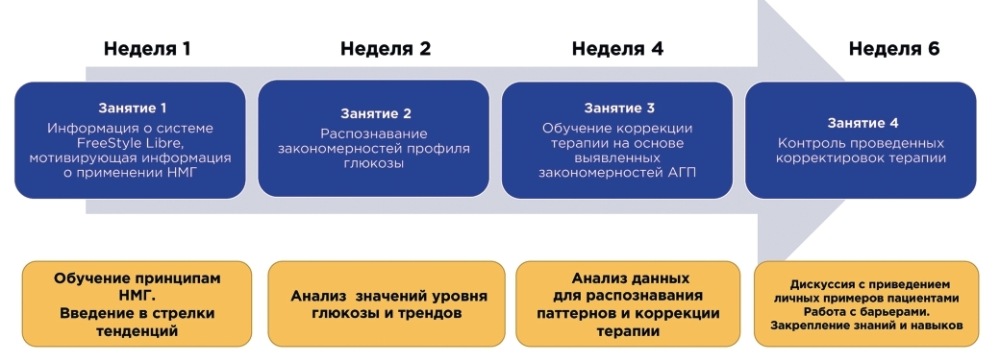 Неделя 1
Неделя 2
Неделя 4
Неделя 6
Занятие 1
Информация о системе
FreeStyle Libre,
мотивирующая информация
о применении НМГ
Занятие 2
Распознавание
закономерностей профиля
глюкозы
Занятие 3
Обучение коррекции
терапии на основе
выявленных
закономерностей АГП
Занятие 4
Контроль проведенных
корректировок терапии
Обучение принципам
НМГ.
Введение в стрелки
тенденций
Анализ значений уровня
глюкозы и трендов
Анализ данных
для распознавания
паттернов и коррекции
терапии
Дискуссия с приведением
личных примеров пациентами
Работа с барьерами.
Закрепление знаний и навыков